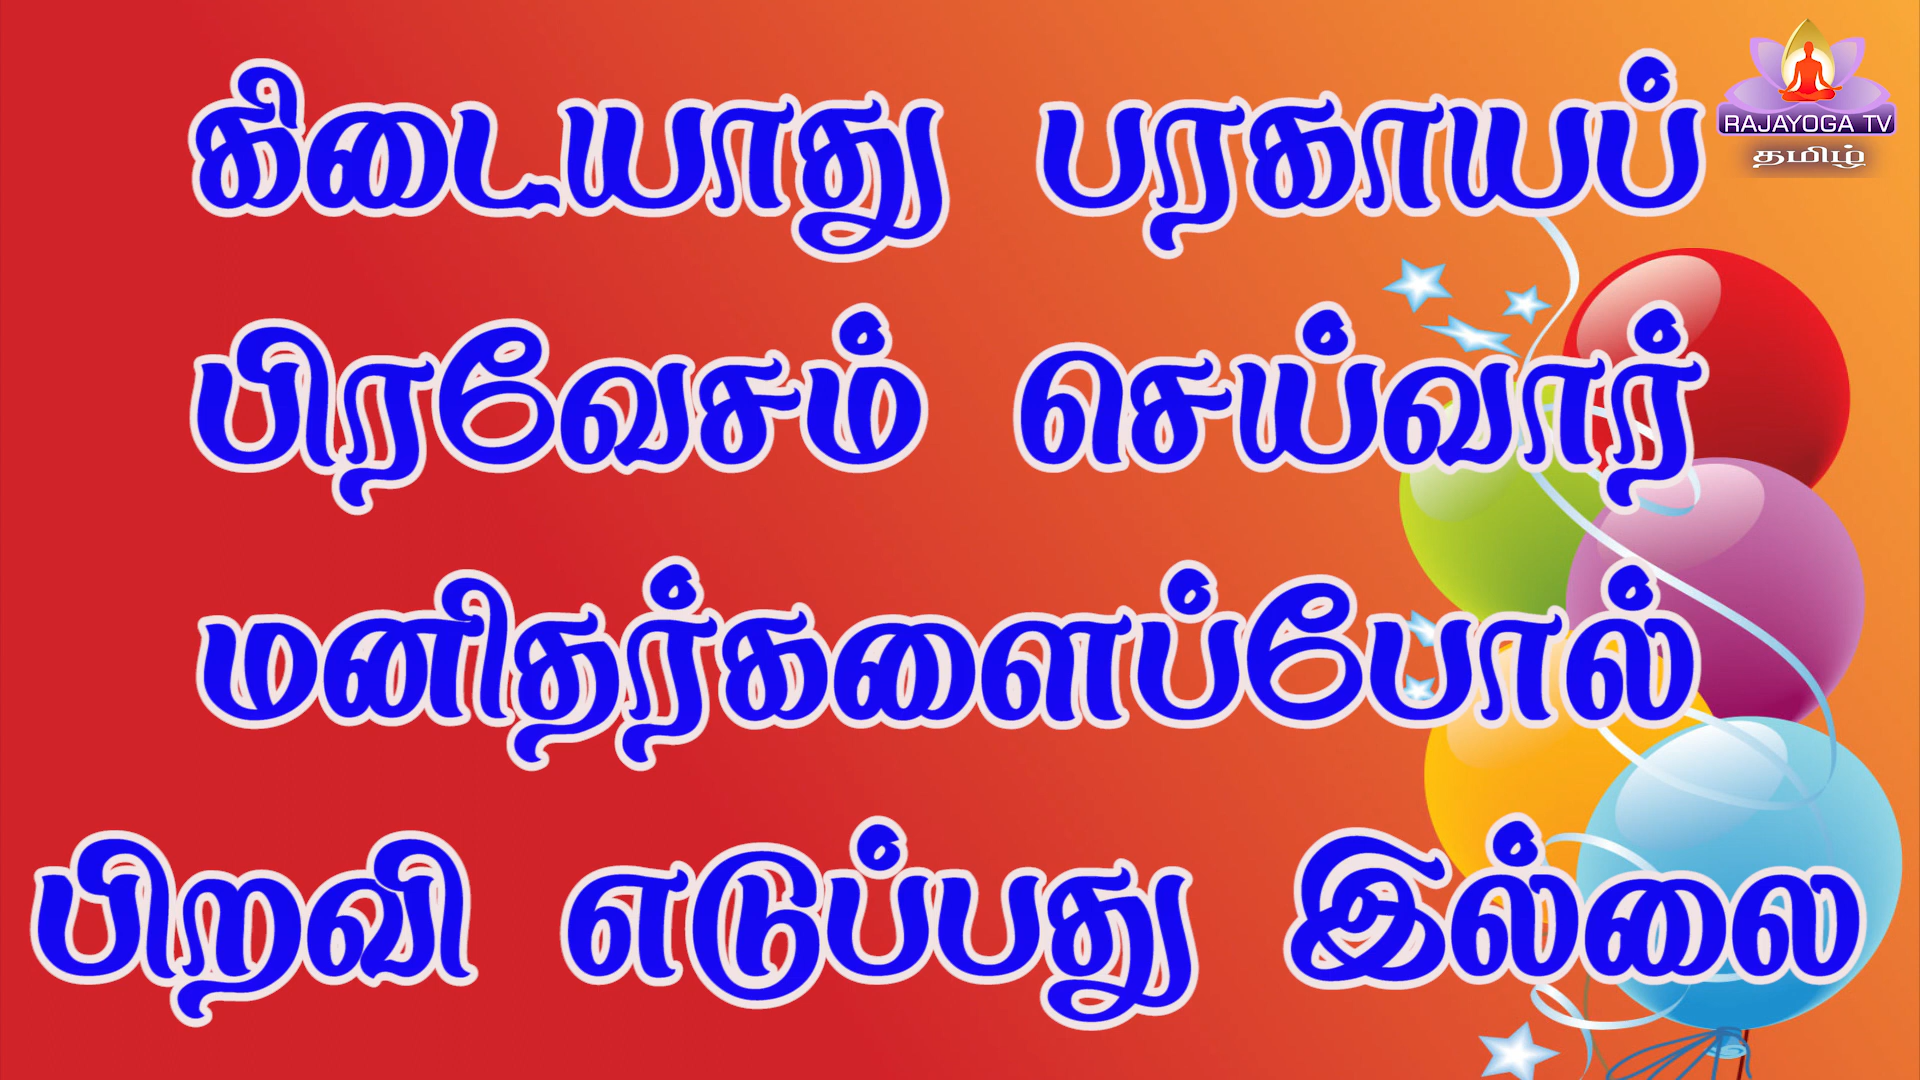 RAJAYOGA TV
தமிழ்
கிடையாது பரகாயப்
பிரவேசம் செய்வார்
மனிதர்களைப்போல்
பிறவி எடுப்பது இல்லை